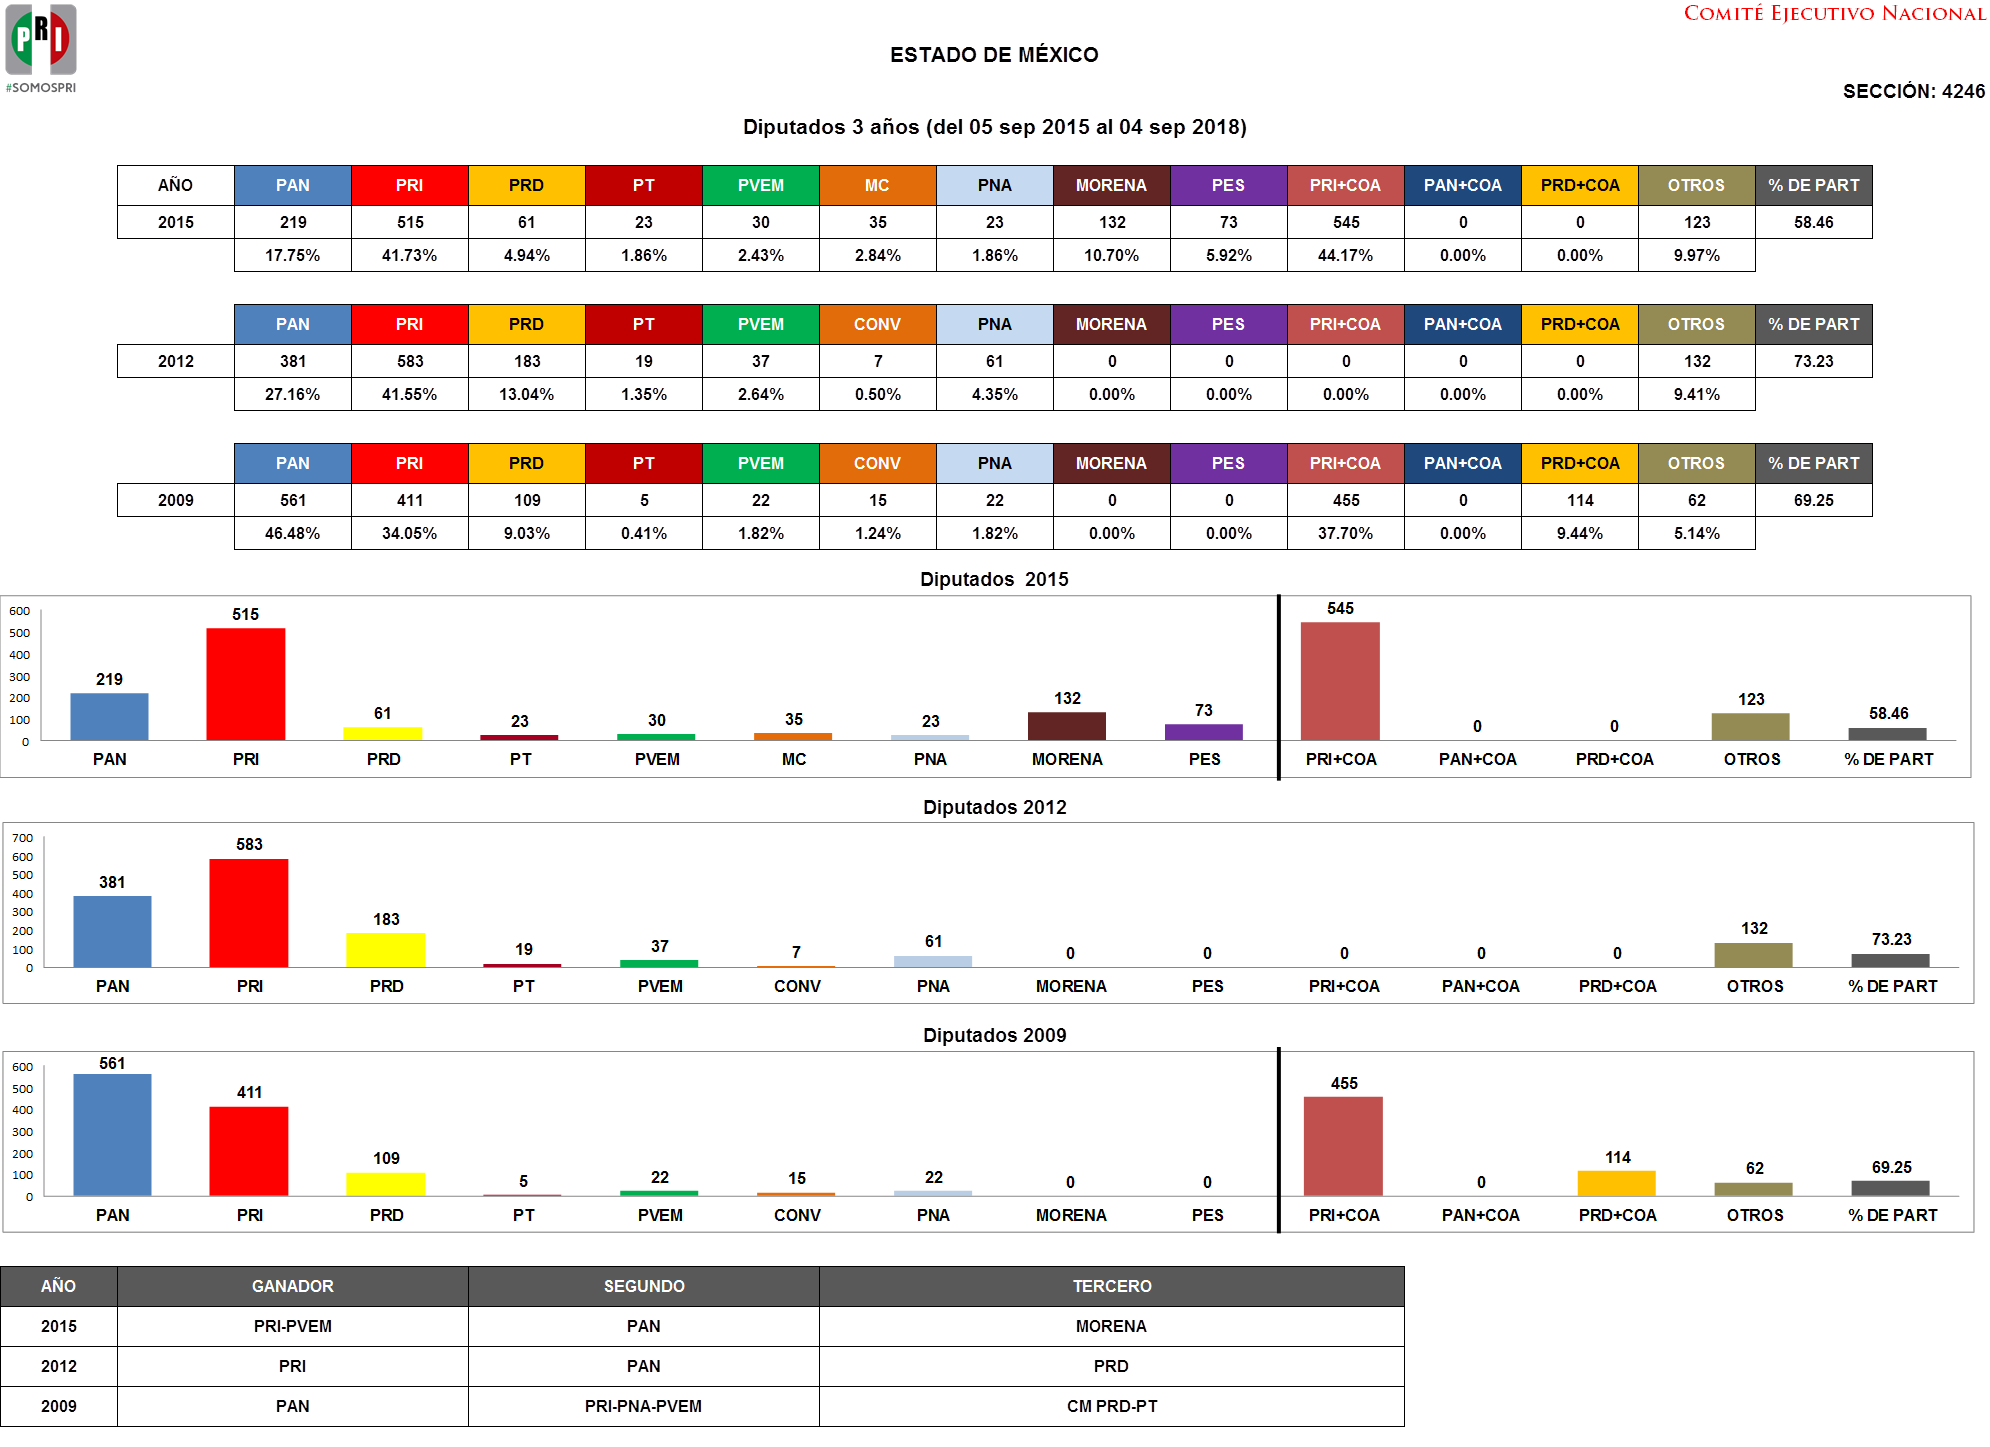 PRI
#SOMOSPRI
COMITÉ EJECUTIVO NACIONAL
ESTADO DE MÉXICO
SECCIÓN: 4246
Diputados 3 años (del 05 sep 2015 al 04 sep 2018)
AÑO PAN PRI PRD PT PVEM MC PNA MORENA PES PRI+COA PAN+COA PRD+COA OTROS % DE PART
2015 219 515 61 23 30 35 23 132 73 545 0 0 123 58.46
17.75% 41.73% 4.94% 1.86% 2.43% 2.84% 1.86% 10.70% 5.92% 44.17% 0.00% 0.00% 9.97%
PAN PRI PRD PT PVEM CONV PNA MORENA PES PRI+COA PAN+COA PRD+COA OTROS % DE PART
2012 381 583 183 19 37 7 61 0 0 0 0 0 132 73.23
27.16% 41.55% 13.04% 1.35% 2.64% 0.50% 4.35% 0.00% 0.00% 0.00% 0.00% 0.00% 9.41%
PAN PRI PRD PT PVEM CONV PNA MORENA PES PRI+COA PAN+COA PRD+COA OTROS % DE PART
2009 561 411 109 5 22 15 22 0 0 455 0 114 62 69.25
46.48% 34.05% 9.03% 0.41% 1.82% 1.24% 1.82% 0.00% 0.00% 37.70% 0.00% 9.44% 5.14%
Diputados 2015
600
500
400
300
200
100
0
219 515 61 23 30 35 23 132 73 545 0 0 123 58.46
PAN PRI PRD PT PVEM MC PNA MORENA PES PRI+COA PAN+COA PRD+COA OTROS % DE PART
Diputados 2012
700
600
500
400
300
200
100
0
381 583 183 19 37 7 61 0 0 0 0 0 132 73.23
PAN PRI PRD PT PVEM CONV PNA MORENA PES PRI+COA PAN+COA PRD+COA OTROS % DE PART
Diputados 2009
600
500
400
300
200
100
0
561 411 109 5 22 15 22 0 0 455 0 114 62 69.25
PAN PRI PRD PT PVEM CONV PNA MORENA PES PRI+COA PAN+COA PRD+COA OTROS % DE PART
AÑO GANADOR SEGUNDO TERCERO
2015 PRI-PVEM PAN MORENA
2012 PRI PAN PRD
2009 PAN PRI-PNA-PVEM CM PRD-PT